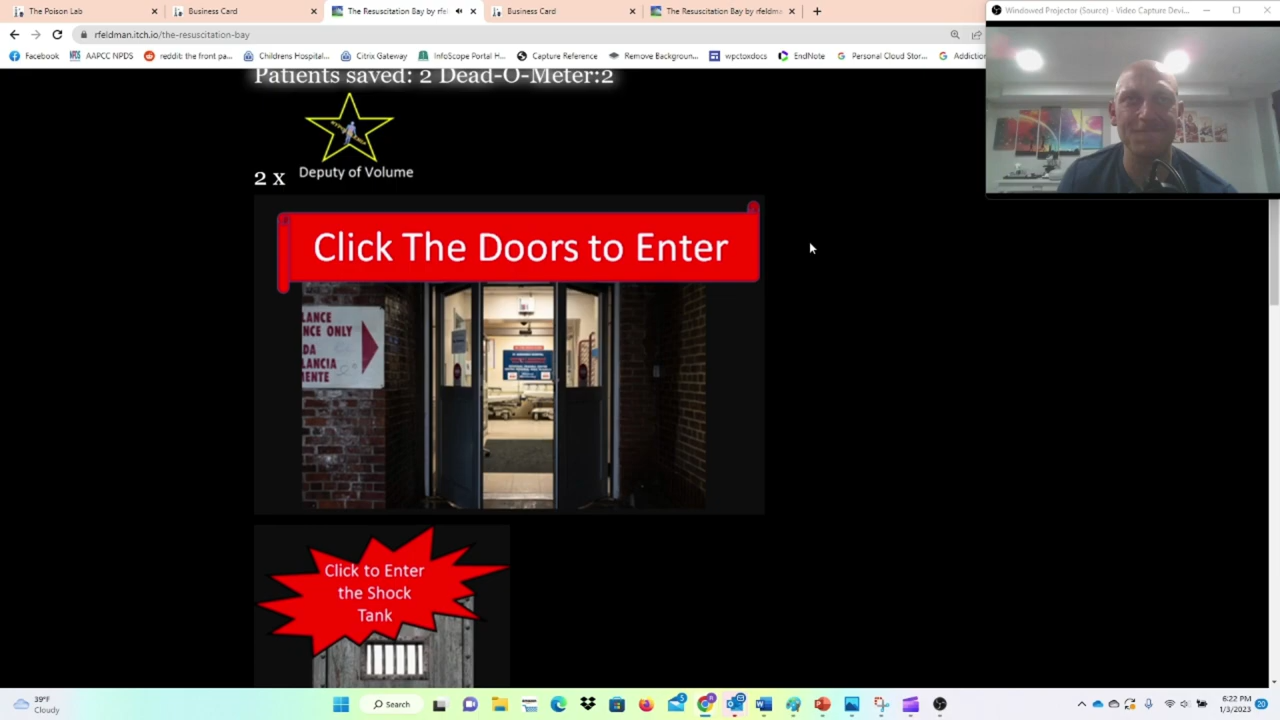 The Poison Lab
Business Card
The Resuscitation Bay by rfel
Business Card
The Resuscitation Bay by rfeldma
Windowed Projector (Source) - Video Capture Devi...
rfeldman.itch.io/the-resuscitation-bay
Facebook
AAPCC NPDS
reddit: the front pa...
Childrens Hospital...
Citrix Gateway
InfoScope Portal H...
Capture Reference
Remove Backgroun...
wpctoxdocs
EndNote
Personal Cloud Stor...
Addiction
Patients saved: 2 Dead-O-Meter:2
2 x
Deputy of Volume
Click The Doors to Enter
LANCE
NCE ONLY
DA
LANCIA
MENTE
Click to Enter
the Shock
Tank
39°F
Cloudy
Search
6:22 PM
1/3/2023
20